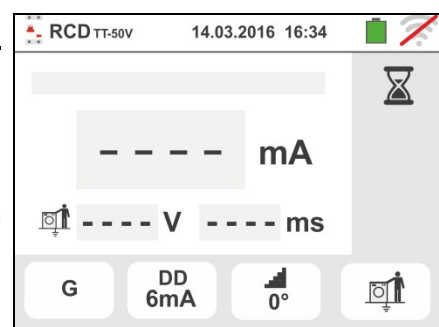 RCD TT-50V 14.03.2016 16:34
- - - - mA
- - - - V - - - - ms
G DD 6mA 0°